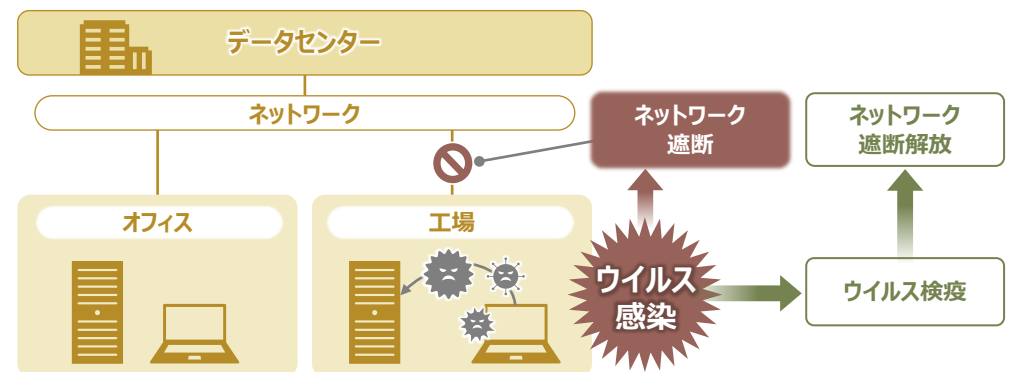 データセンター
ネットワーク
ネットワーク
遮断
ネットワーク
遮断解放
オフィス
工場
ウイルス
感染
ウイルス検疫